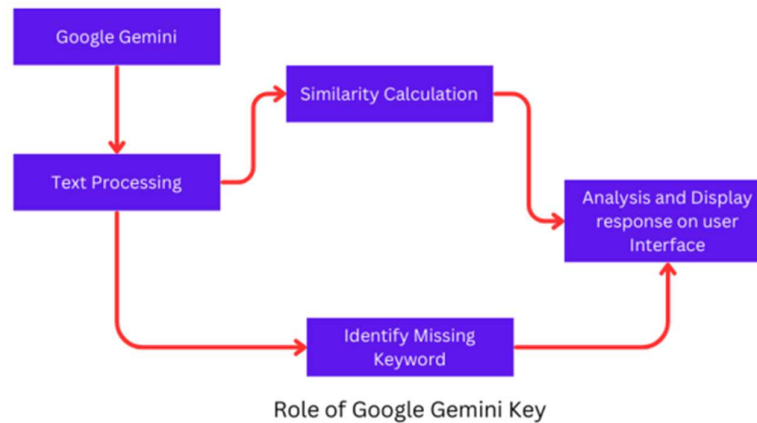 Google Gemini
Similarity Calculation
Text Processing
Analysis and Display
response on user
Interface
Identify Missing
Keyword
Role of Google Gemini Key